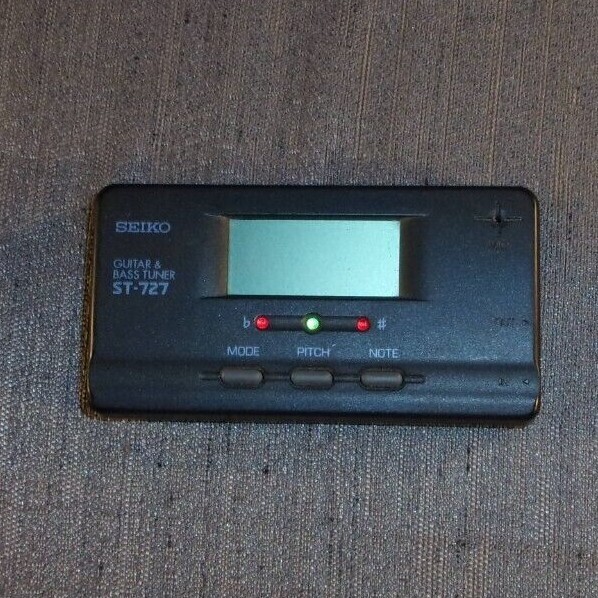 SEIKO
GUITAR &
BASS TUNER
ST-727
♭ ♯
MODE PITCH NOTE